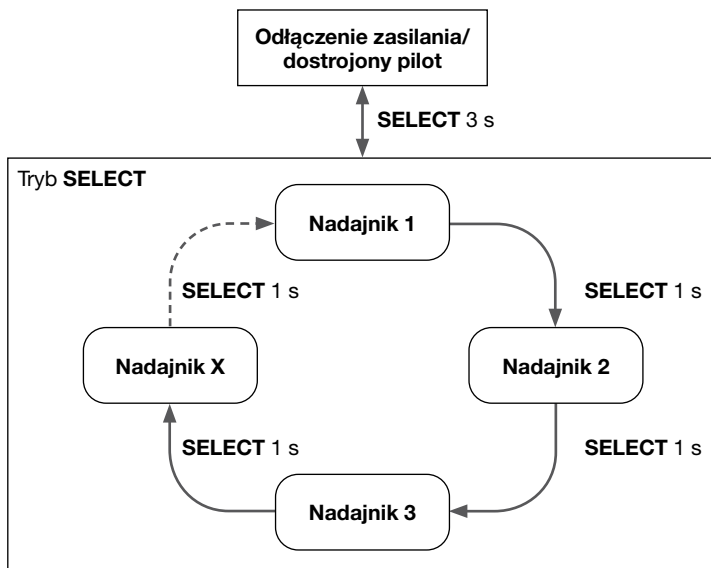 Odłączenie zasilania/
dostrojony pilot
SELECT 3 s
Tryb SELECT
Nadajnik 1
SELECT 1 s
SELECT 1 s
Nadajnik X
Nadajnik 2
SELECT 1 s
SELECT 1 s
Nadajnik 3